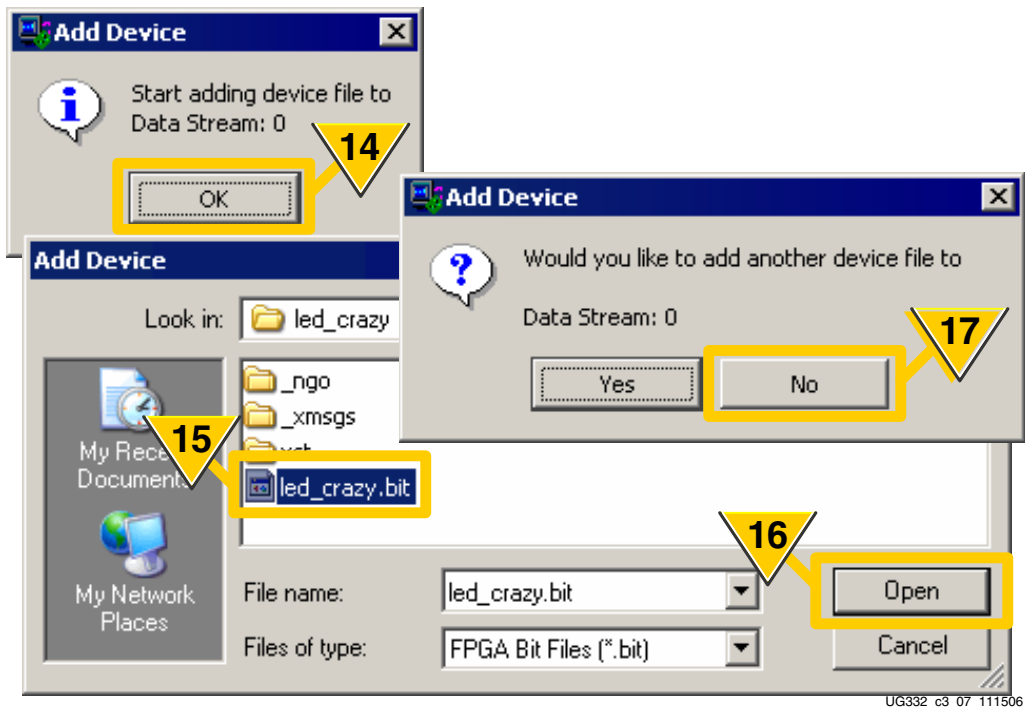 Add Device
Start adding device file to
Data Stream: 0
14
OK
Add Device
Would you like to add another device file to
Data Stream: 0
17
Yes
No
Add Device
Look in:
led_crazy
_ngo
_xmsgs
15
My
Documents
led_crazy.bit
My Network
Places
16
File name:
led_crazy.bit
Open
Files of type:
FPGA Bit Files (*.bit)
Cancel
UG332_c3_07_111506